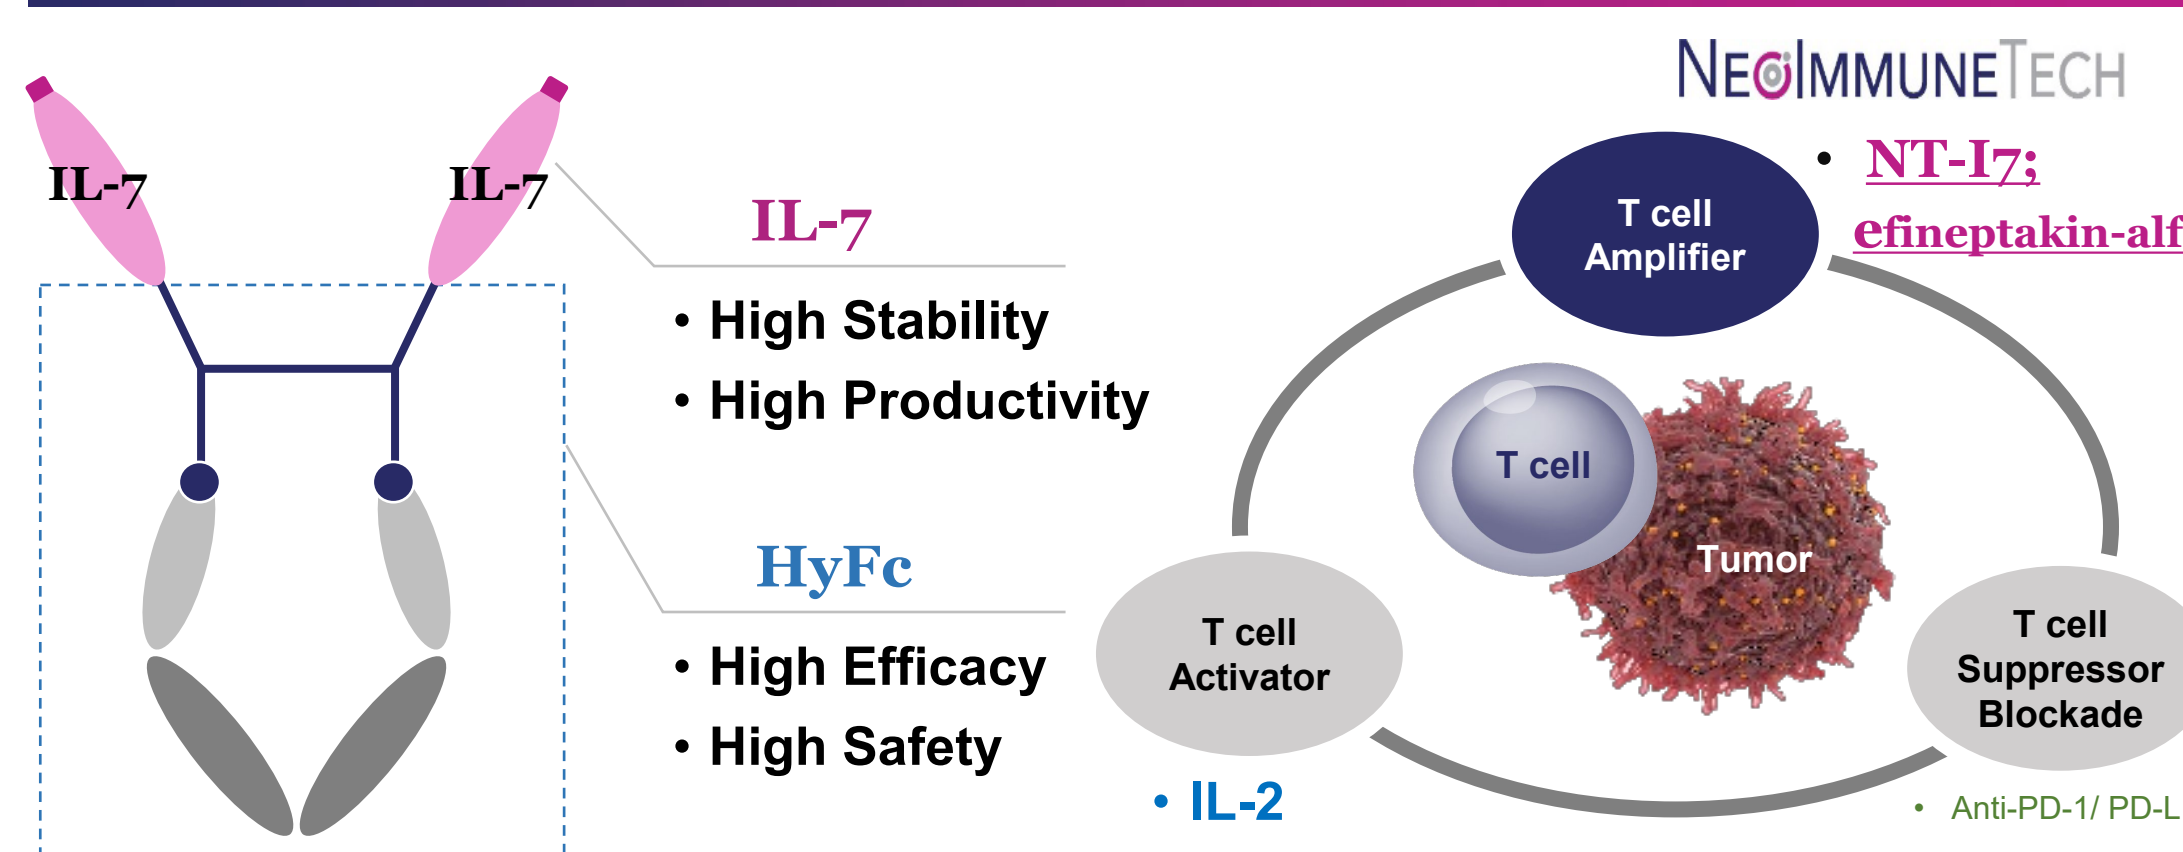 NEOIMMUNETECH
IL-7
IL-7
IL-7
• High Stability
• High Productivity
HyFc
• High Efficacy
• High Safety
• NT-I7;
efineptakin-alf
T cell
Amplifier
T cell
Tumor
T cell
Activator
• IL-2
T cell
Suppressor
Blockade
• Anti-PD-1/ PD-L